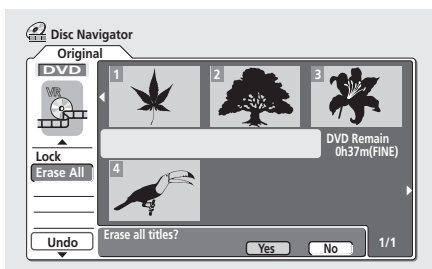 Disc Navigator
Original
DVD
VR
Lock
Erase All
Undo
1
2
3
DVD Remain
0h37m(FINE)
4
Erase all titles?
Yes
No
1/1